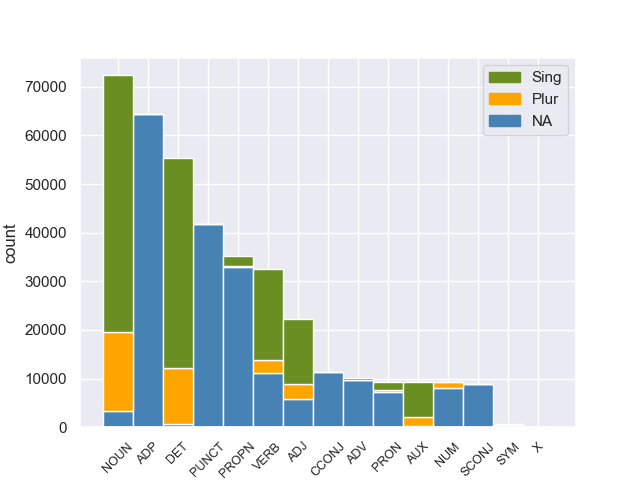 Sing
Plur
NA
70000
60000
50000
40000
30000
20000
10000
0
count
NOUN
ADP
DET
PUNCT
PROPN
VERB
ADJ
CCONJ
ADV
PRON
AUX
NUM
SCONJ
SYM
X